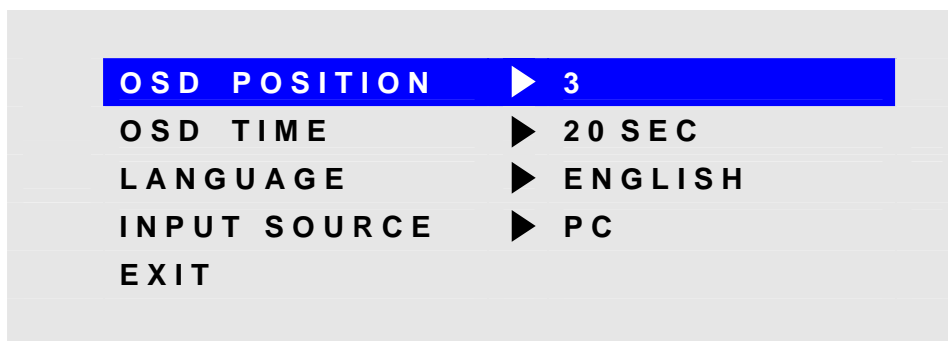 OSD POSITION ▶ 3
OSD TIME ▶ 20 SEC
LANGUAGE ▶ ENGLISH
INPUT SOURCE ▶ PC
EXIT